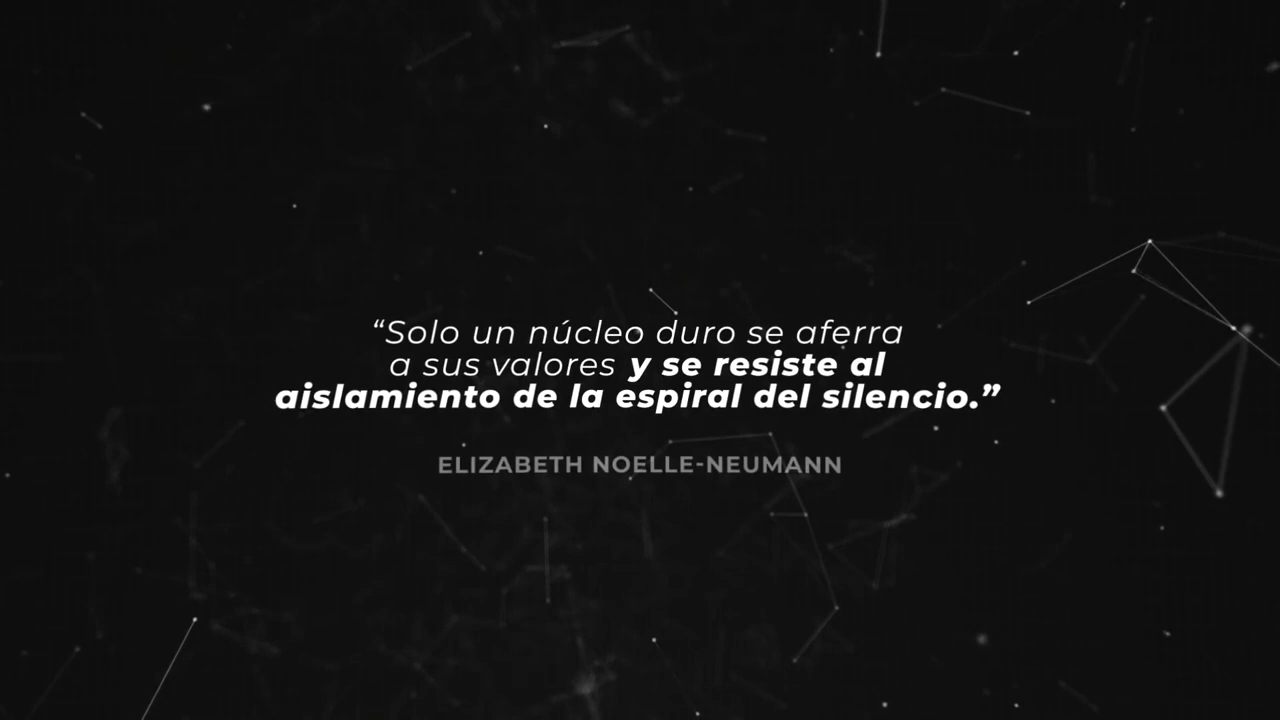 “Solo un núcleo duro se aferra
a sus valores y se resiste al
aislamiento de la espiral del silencio.”
ELIZABETH NOELLE-NEUMANN